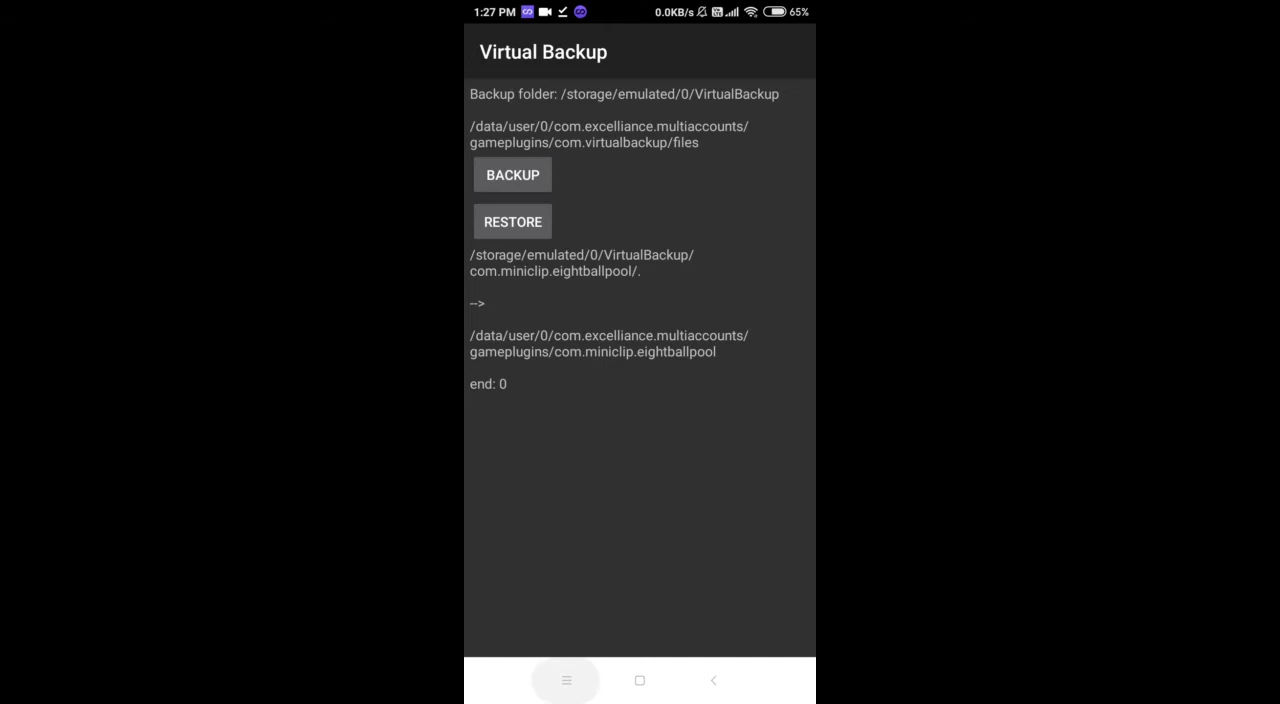 1:27 PM 0.0KB/s 65%
Virtual Backup
Backup folder: /storage/emulated/0/VirtualBackup
/data/user/0/com.excelliance.multiaccounts/
gameplugins/com.virtualbackup/files
BACKUP
RESTORE
/storage/emulated/0/VirtualBackup/
com.miniclip.eightballpool/.
-->
/data/user/0/com.excelliance.multiaccounts/
gameplugins/com.miniclip.eightballpool
end: 0